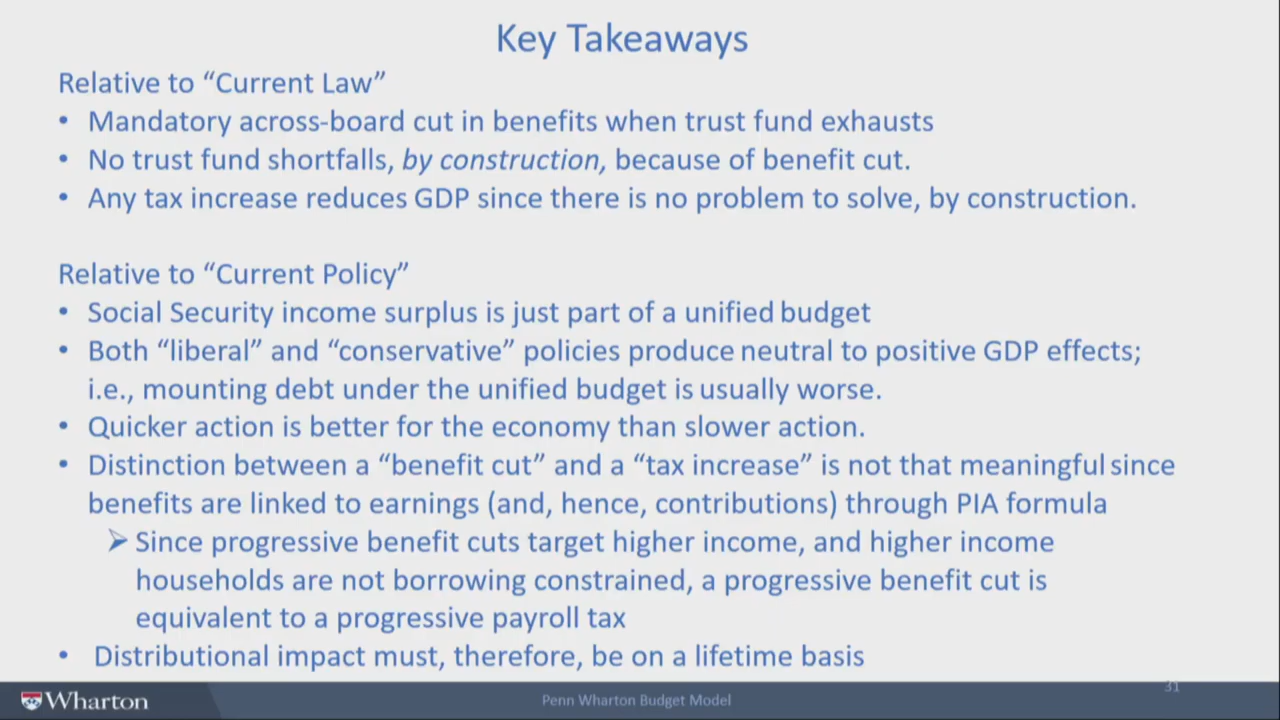 Key Takeaways
Relative to “Current Law”
• Mandatory across-board cut in benefits when trust fund exhausts
• No trust fund shortfalls, by construction, because of benefit cut.
• Any tax increase reduces GDP since there is no problem to solve, by construction.
Relative to “Current Policy”
• Social Security income surplus is just part of a unified budget
• Both “liberal” and “conservative” policies produce neutral to positive GDP effects;
i.e., mounting debt under the unified budget is usually worse.
• Quicker action is better for the economy than slower action.
• Distinction between a “benefit cut” and a “tax increase” is not that meaningful since
benefits are linked to earnings (and, hence, contributions) through PIA formula
➢ Since progressive benefit cuts target higher income, and higher income
households are not borrowing constrained, a progressive benefit cut is
equivalent to a progressive payroll tax
• Distributional impact must, therefore, be on a lifetime basis
31
Wharton
Penn Wharton Budget Model